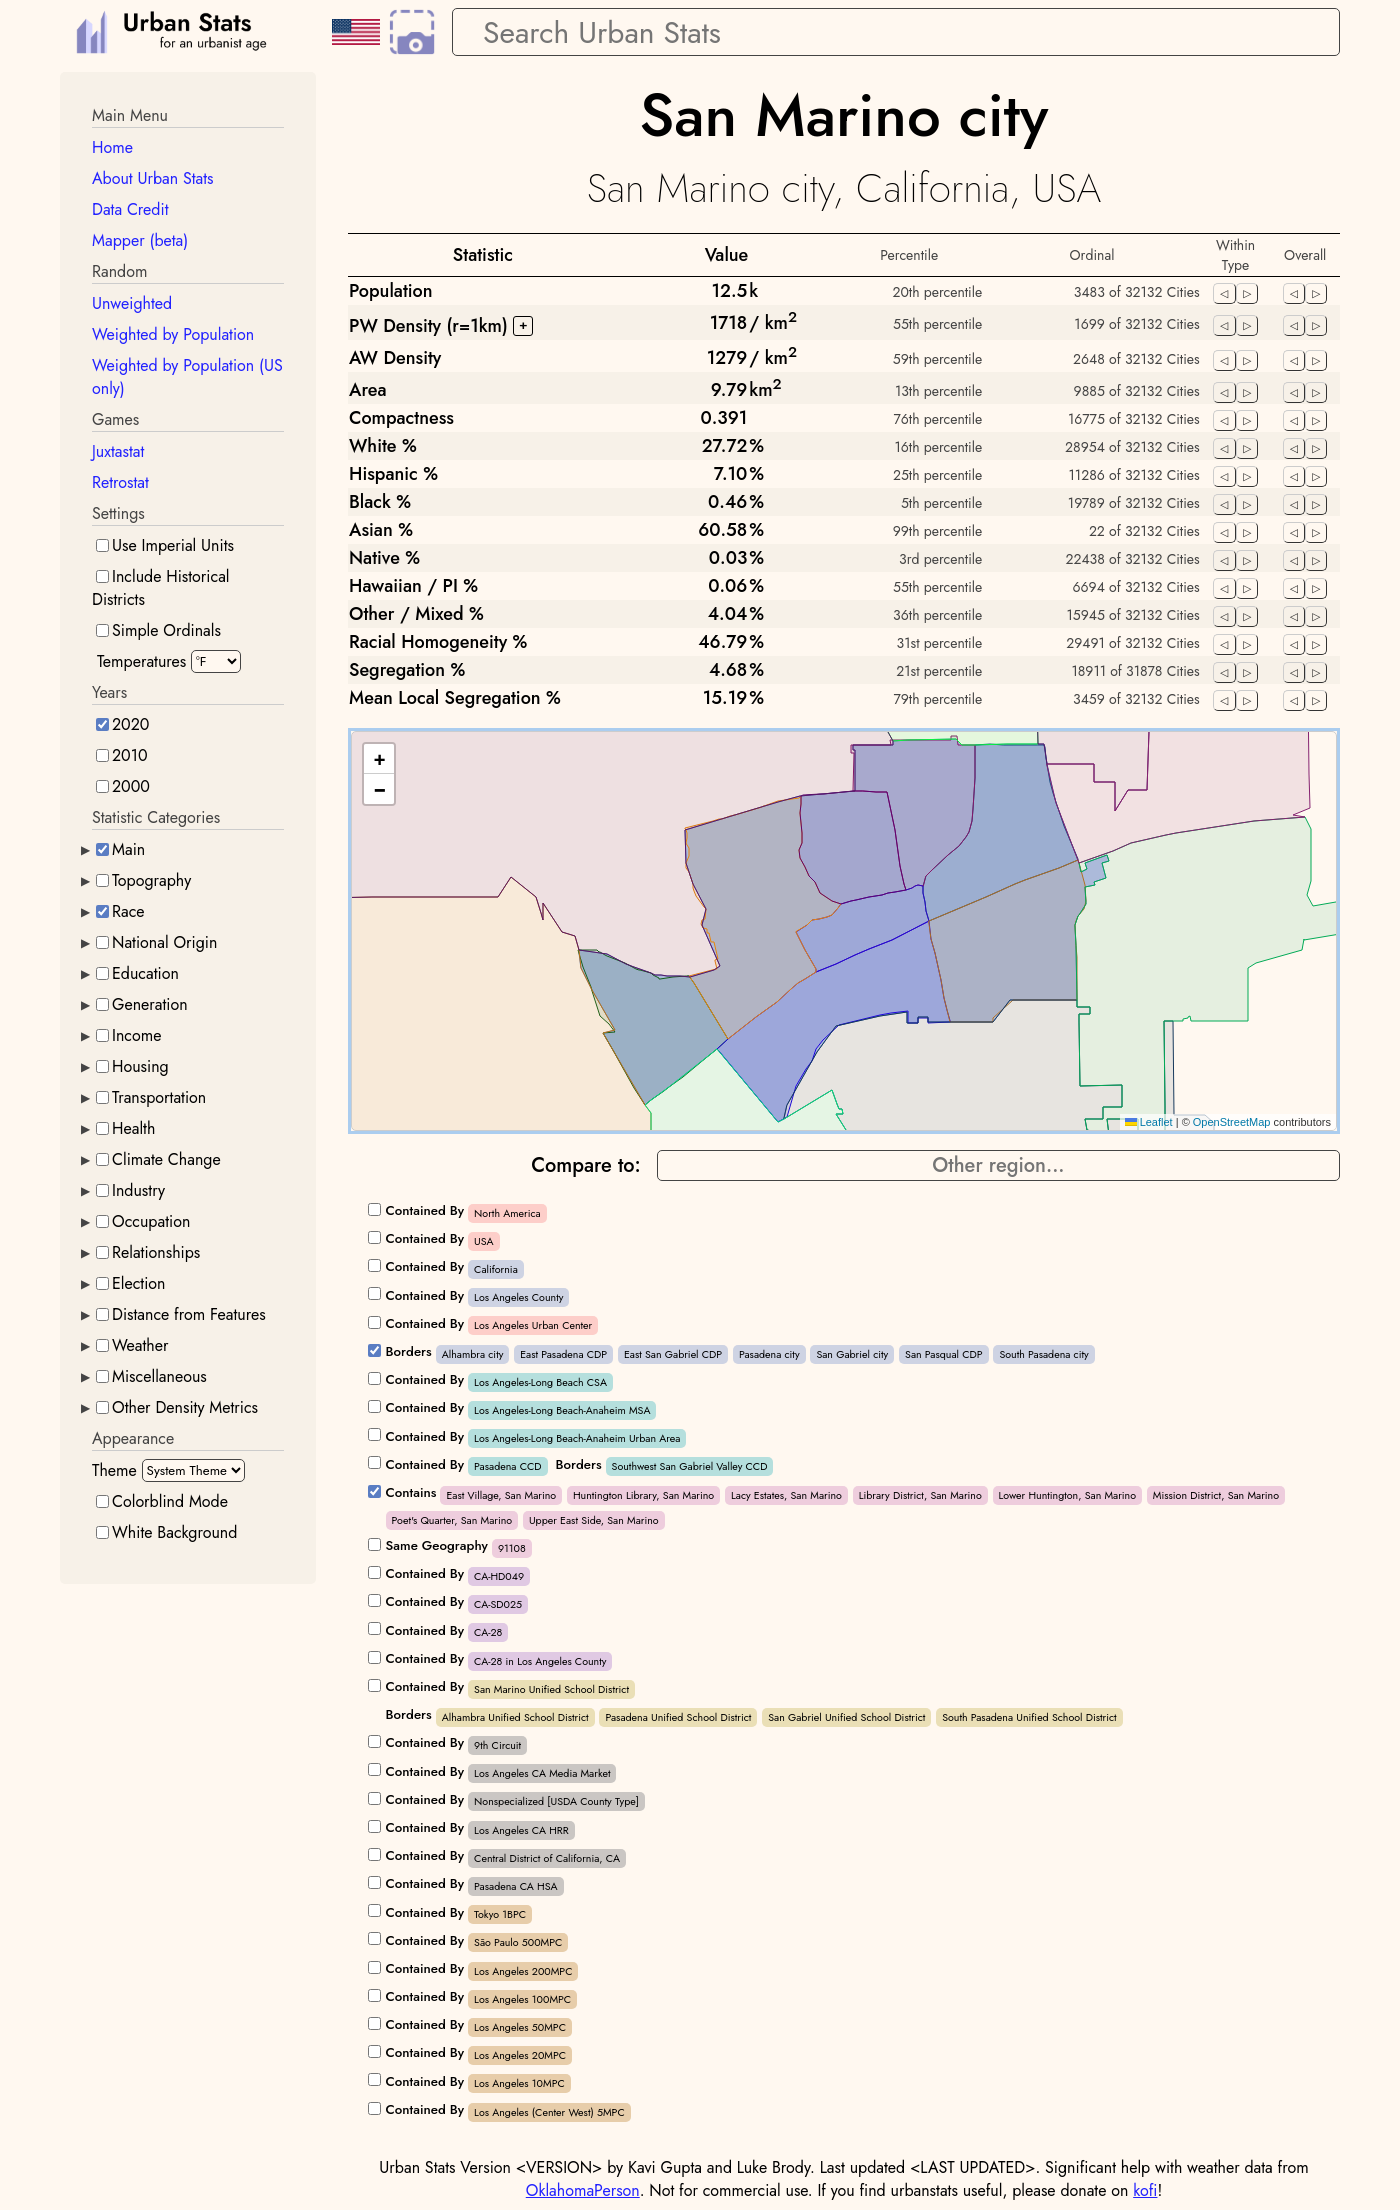 Urban Stats
for an urbanist age
Search Urban Stats
Main Menu
Home
About Urban Stats
Data Credit
Mapper (beta)
Random
Unweighted
Weighted by Population
Weighted by Population (US
only)
Games
Juxtastat
Retrostat
Settings
Use Imperial Units
Include Historical
Districts
Simple Ordinals
Temperatures °F
Years
2020
2010
2000
Statistic Categories
Main
Topography
Race
National Origin
Education
Generation
Income
Housing
Transportation
Health
Climate Change
Industry
Occupation
Relationships
Election
Distance from Features
Weather
Miscellaneous
Other Density Metrics
Appearance
Theme System Theme
Colorblind Mode
White Background
San Marino city
San Marino city, California, USA
Statistic Value Percentile Ordinal Within Type Overall
Population 12.5k 20th percentile 3483 of 32132 Cities
PW Density (r=1km) + 1718 / km² 55th percentile 1699 of 32132 Cities
AW Density 1279 / km² 59th percentile 2648 of 32132 Cities
Area 9.79 km² 13th percentile 9885 of 32132 Cities
Compactness 0.391 76th percentile 16775 of 32132 Cities
White % 27.72% 16th percentile 28954 of 32132 Cities
Hispanic % 7.10% 25th percentile 11286 of 32132 Cities
Black % 0.46% 5th percentile 19789 of 32132 Cities
Asian % 60.58% 99th percentile 22 of 32132 Cities
Native % 0.03% 3rd percentile 22438 of 32132 Cities
Hawaiian / PI % 0.06% 55th percentile 6694 of 32132 Cities
Other / Mixed % 4.04% 36th percentile 15945 of 32132 Cities
Racial Homogeneity % 46.79% 31st percentile 29491 of 32132 Cities
Segregation % 4.68% 21st percentile 18911 of 31878 Cities
Mean Local Segregation % 15.19% 79th percentile 3459 of 32132 Cities
+
−
Leaflet | © OpenStreetMap contributors
Compare to: Other region...
Contained By North America
Contained By USA
Contained By California
Contained By Los Angeles County
Contained By Los Angeles Urban Center
Borders Alhambra city East Pasadena CDP East San Gabriel CDP Pasadena city San Gabriel city San Pasqual CDP South Pasadena city
Contained By Los Angeles-Long Beach CSA
Contained By Los Angeles-Long Beach-Anaheim MSA
Contained By Los Angeles-Long Beach-Anaheim Urban Area
Contained By Pasadena CCD Borders Southwest San Gabriel Valley CCD
Contains East Village, San Marino Huntington Library, San Marino Lacy Estates, San Marino Library District, San Marino Lower Huntington, San Marino Mission District, San Marino
Poet's Quarter, San Marino Upper East Side, San Marino
Same Geography 91108
Contained By CA-HD049
Contained By CA-SD025
Contained By CA-28
Contained By CA-28 in Los Angeles County
Contained By San Marino Unified School District
Borders Alhambra Unified School District Pasadena Unified School District San Gabriel Unified School District South Pasadena Unified School District
Contained By 9th Circuit
Contained By Los Angeles CA Media Market
Contained By Nonspecialized [USDA County Type]
Contained By Los Angeles CA HRR
Contained By Central District of California, CA
Contained By Pasadena CA HSA
Contained By Tokyo 1BPC
Contained By São Paulo 500MPC
Contained By Los Angeles 200MPC
Contained By Los Angeles 100MPC
Contained By Los Angeles 50MPC
Contained By Los Angeles 20MPC
Contained By Los Angeles 10MPC
Contained By Los Angeles (Center West) 5MPC
Urban Stats Version <VERSION> by Kavi Gupta and Luke Brody. Last updated <LAST UPDATED>. Significant help with weather data from
OklahomaPerson. Not for commercial use. If you find urbanstats useful, please donate on kofi!